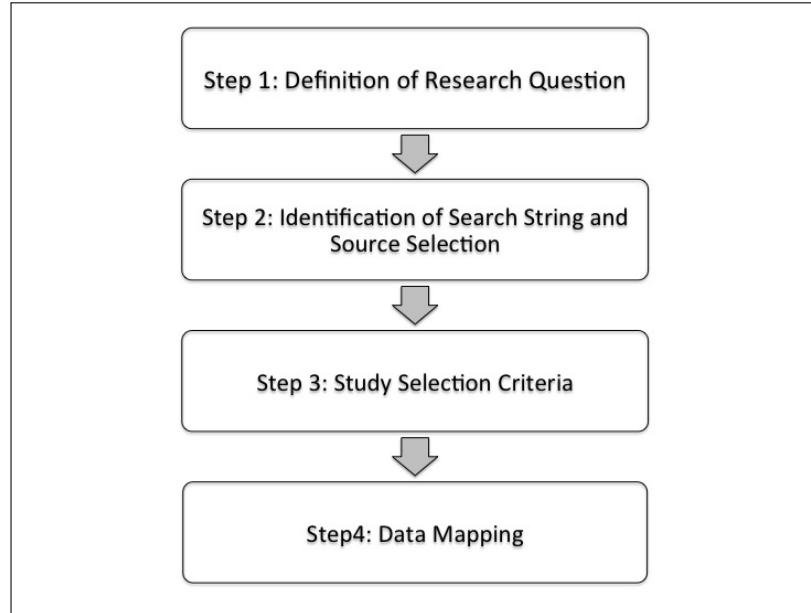 Step 1: Definition of Research Question
Step 2: Identification of Search String and
Source Selection
Step 3: Study Selection Criteria
Step4: Data Mapping